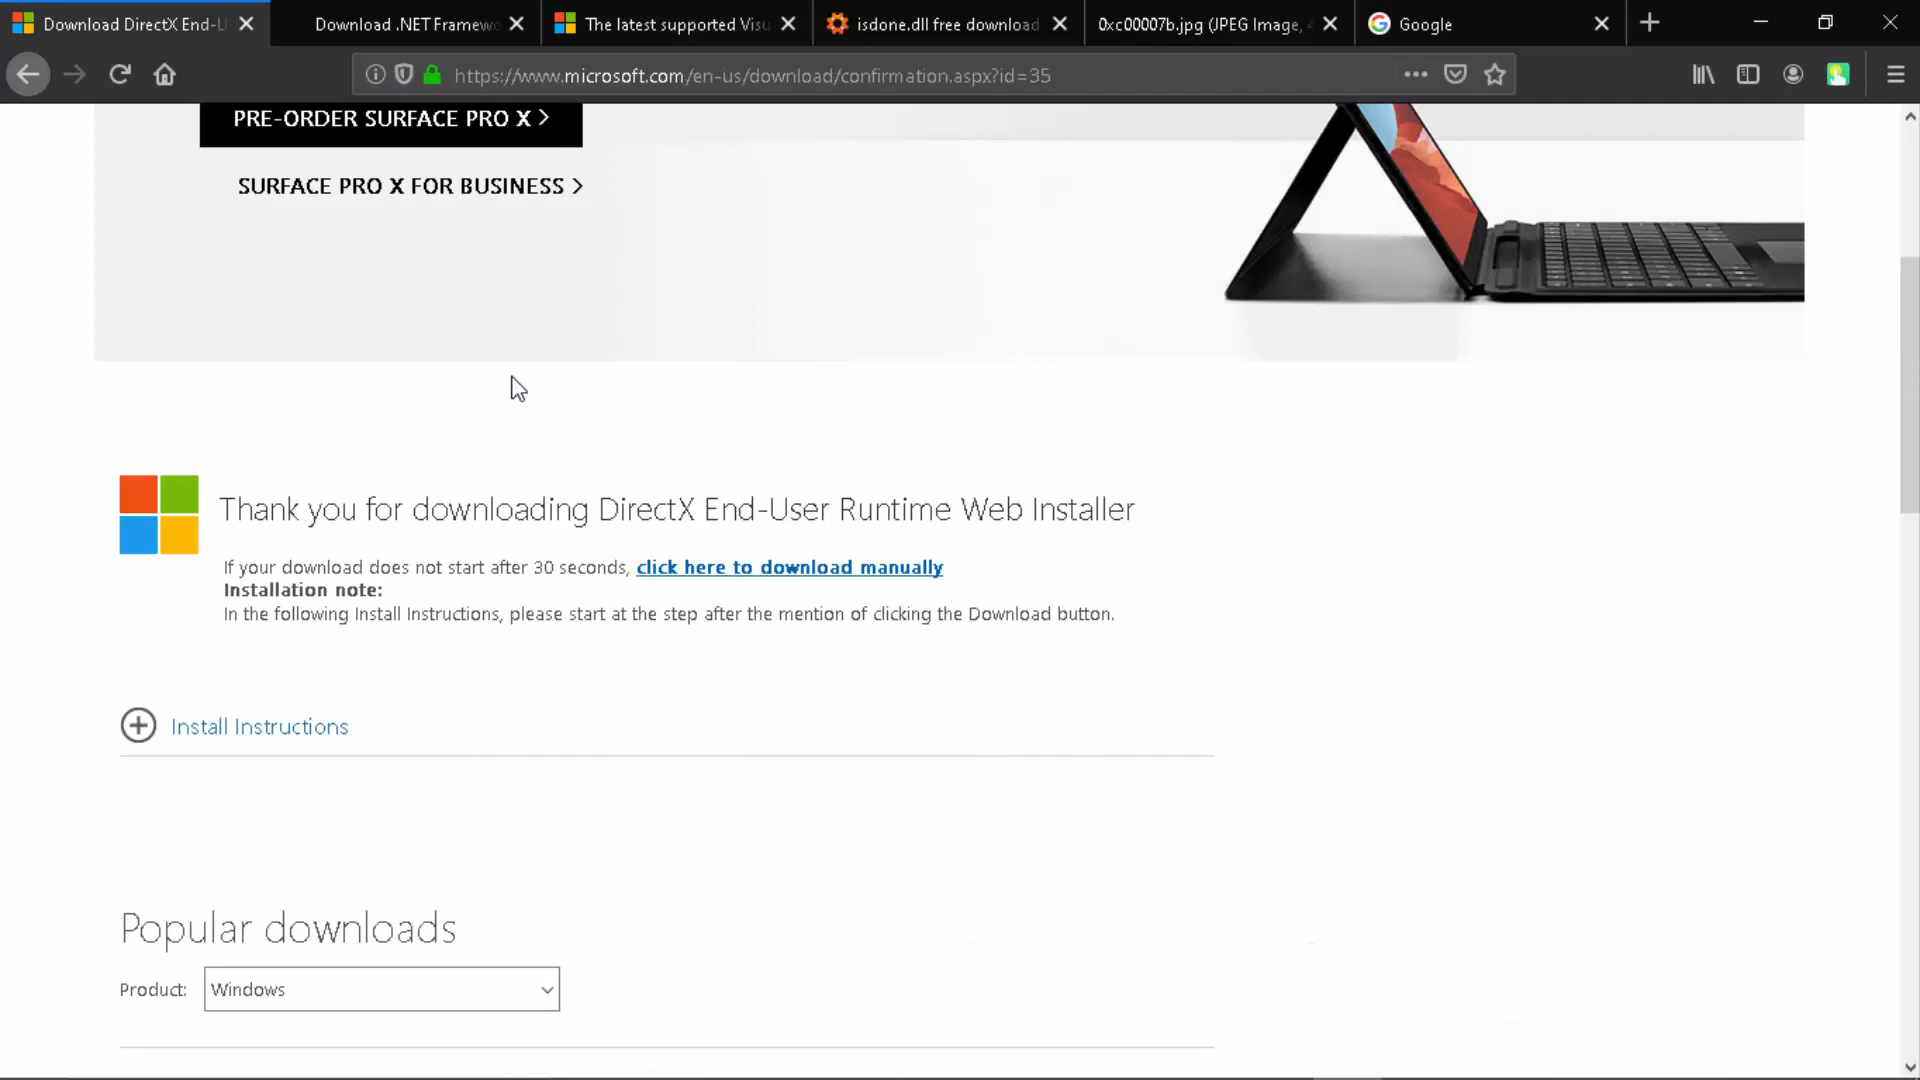 Download DirectX End-U
Download .NET Framewo
The latest supported Visu
isdone.dll free download
0xc00007b.jpg (JPEG Image, 
Google
https://www.microsoft.com/en-us/download/confirmation.aspx?id=35
PRE-ORDER SURFACE PRO X >
SURFACE PRO X FOR BUSINESS >
Thank you for downloading DirectX End-User Runtime Web Installer
If your download does not start after 30 seconds, click here to download manually
Installation note:
In the following Install Instructions, please start at the step after the mention of clicking the Download button.
Install Instructions
Popular downloads
Product: Windows